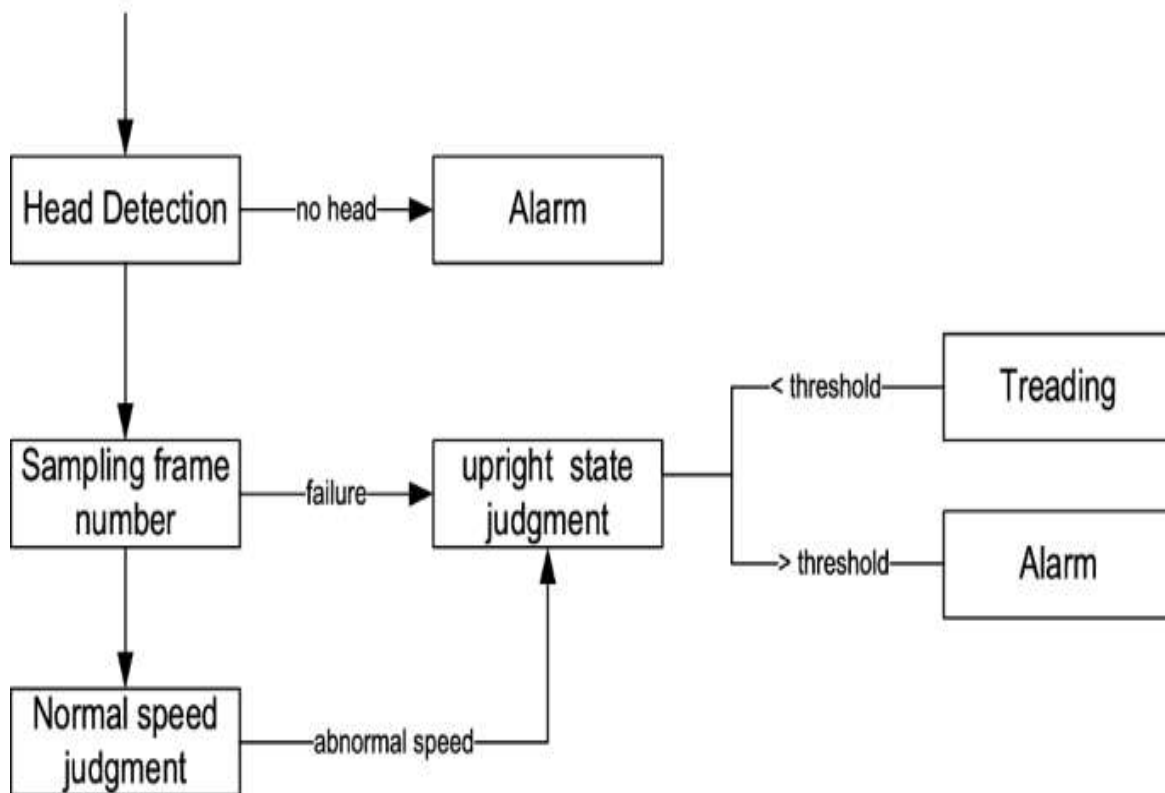 Head Detection
no head
Alarm
< threshold
Treading
Sampling frame
number
failure
upright state
judgment
> threshold
Alarm
Normal speed
judgment
abnormal speed